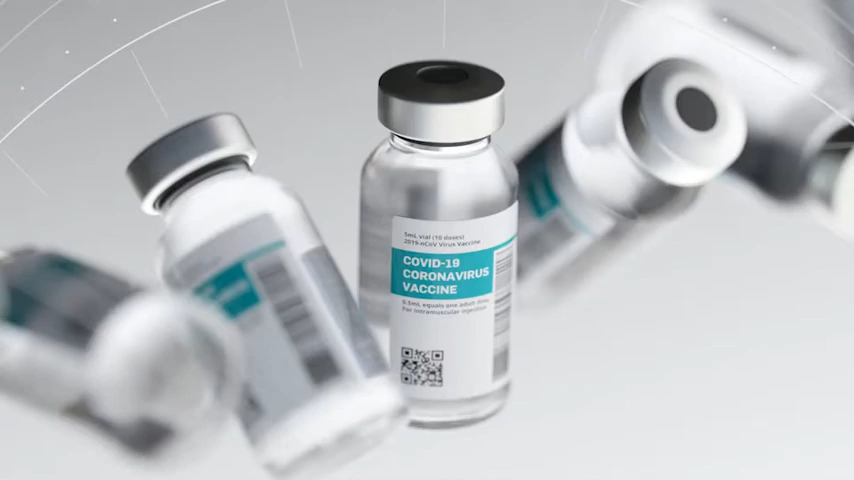 5mL vial (10 doses)
2019-nCoV Virus Vaccine
COVID-19
CORONAVIRUS
VACCINE
0.5mL equals one adult dose
For intramuscular injection